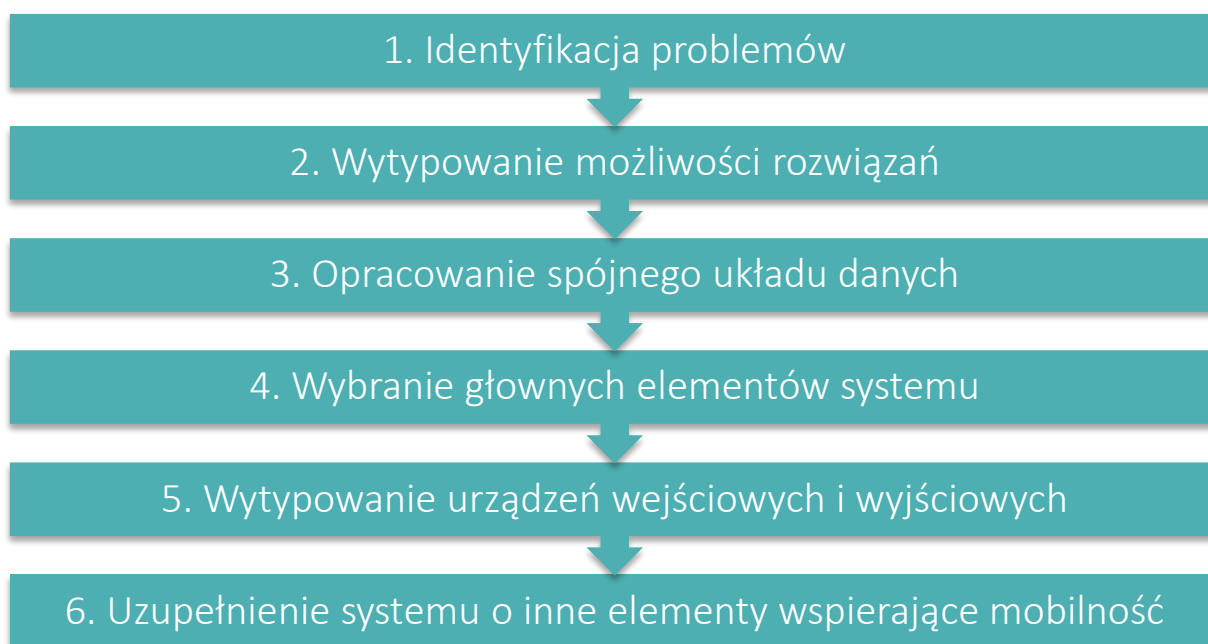 1. Identyfikacja problemów
2. Wytypowanie możliwości rozwiązań
3. Opracowanie spójnego układu danych
4. Wybranie głownych elementów systemu
5. Wytypowanie urządzeń wejściowych i wyjściowych
6. Uzupełnienie systemu o inne elementy wspierające mobilność